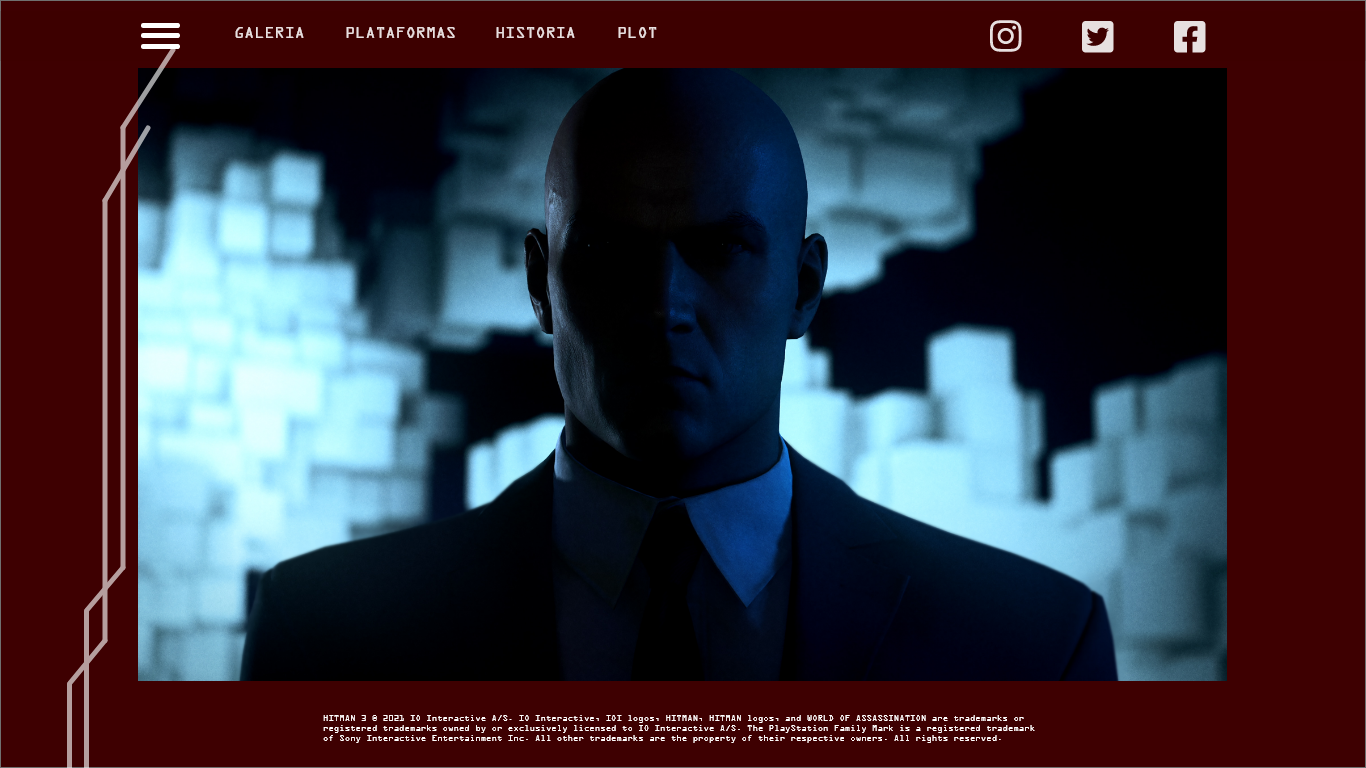 GALERIA PLATAFORMAS HISTORIA PLOT
HITMAN 3 © 2021 IO Interactive A/S. IO Interactive, IOI logos, HITMAN, HITMAN logos, and WORLD OF ASSASSINATION are trademarks or
registered trademarks owned by or exclusively licensed to IO Interactive A/S. The PlayStation Family Mark is a registered trademark
of Sony Interactive Entertainment Inc. All other trademarks are the property of their respective owners. All rights reserved.